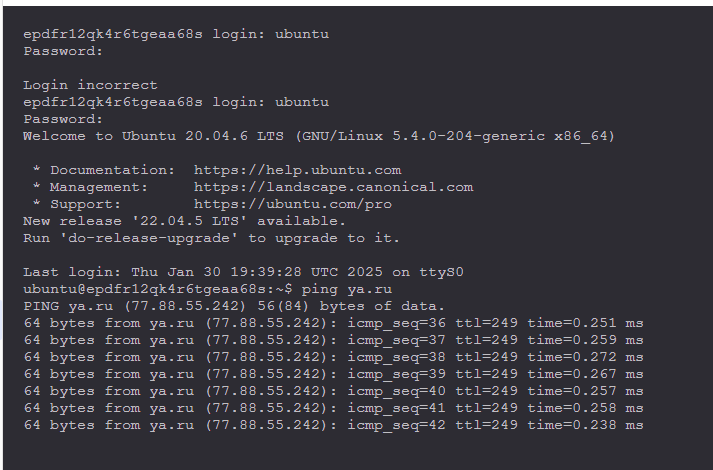 epdfr12qk4r6tgeaa68s login: ubuntu
Password:
Login incorrect
epdfr12qk4r6tgeaa68s login: ubuntu
Password:
Welcome to Ubuntu 20.04.6 LTS (GNU/Linux 5.4.0-204-generic x86_64)
* Documentation:  https://help.ubuntu.com
* Management:     https://landscape.canonical.com
* Support:        https://ubuntu.com/pro
New release '22.04.5 LTS' available.
Run 'do-release-upgrade' to upgrade to it.
Last login: Thu Jan 30 19:39:28 UTC 2025 on ttyS0
ubuntu@epdfr12qk4r6tgeaa68s:~$ ping ya.ru
PING ya.ru (77.88.55.242) 56(84) bytes of data.
64 bytes from ya.ru (77.88.55.242): icmp_seq=36 ttl=249 time=0.251 ms
64 bytes from ya.ru (77.88.55.242): icmp_seq=37 ttl=249 time=0.259 ms
64 bytes from ya.ru (77.88.55.242): icmp_seq=38 ttl=249 time=0.272 ms
64 bytes from ya.ru (77.88.55.242): icmp_seq=39 ttl=249 time=0.267 ms
64 bytes from ya.ru (77.88.55.242): icmp_seq=40 ttl=249 time=0.257 ms
64 bytes from ya.ru (77.88.55.242): icmp_seq=41 ttl=249 time=0.258 ms
64 bytes from ya.ru (77.88.55.242): icmp_seq=42 ttl=249 time=0.238 ms